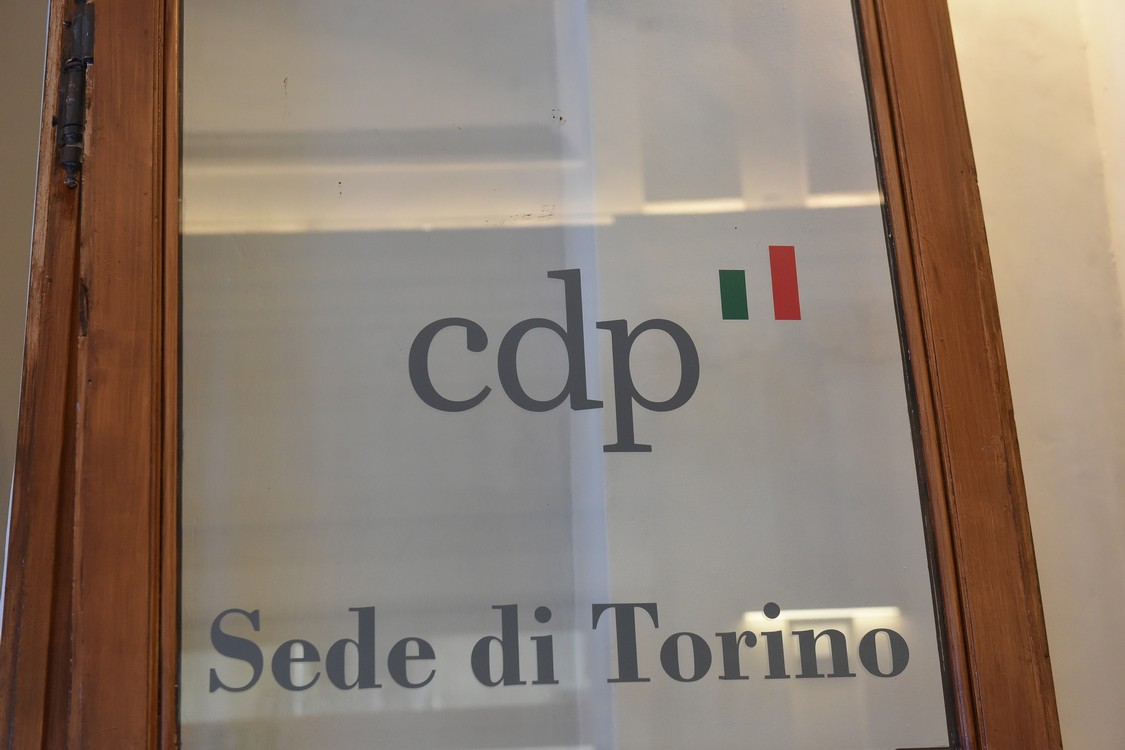 cdp
Sede di Torino